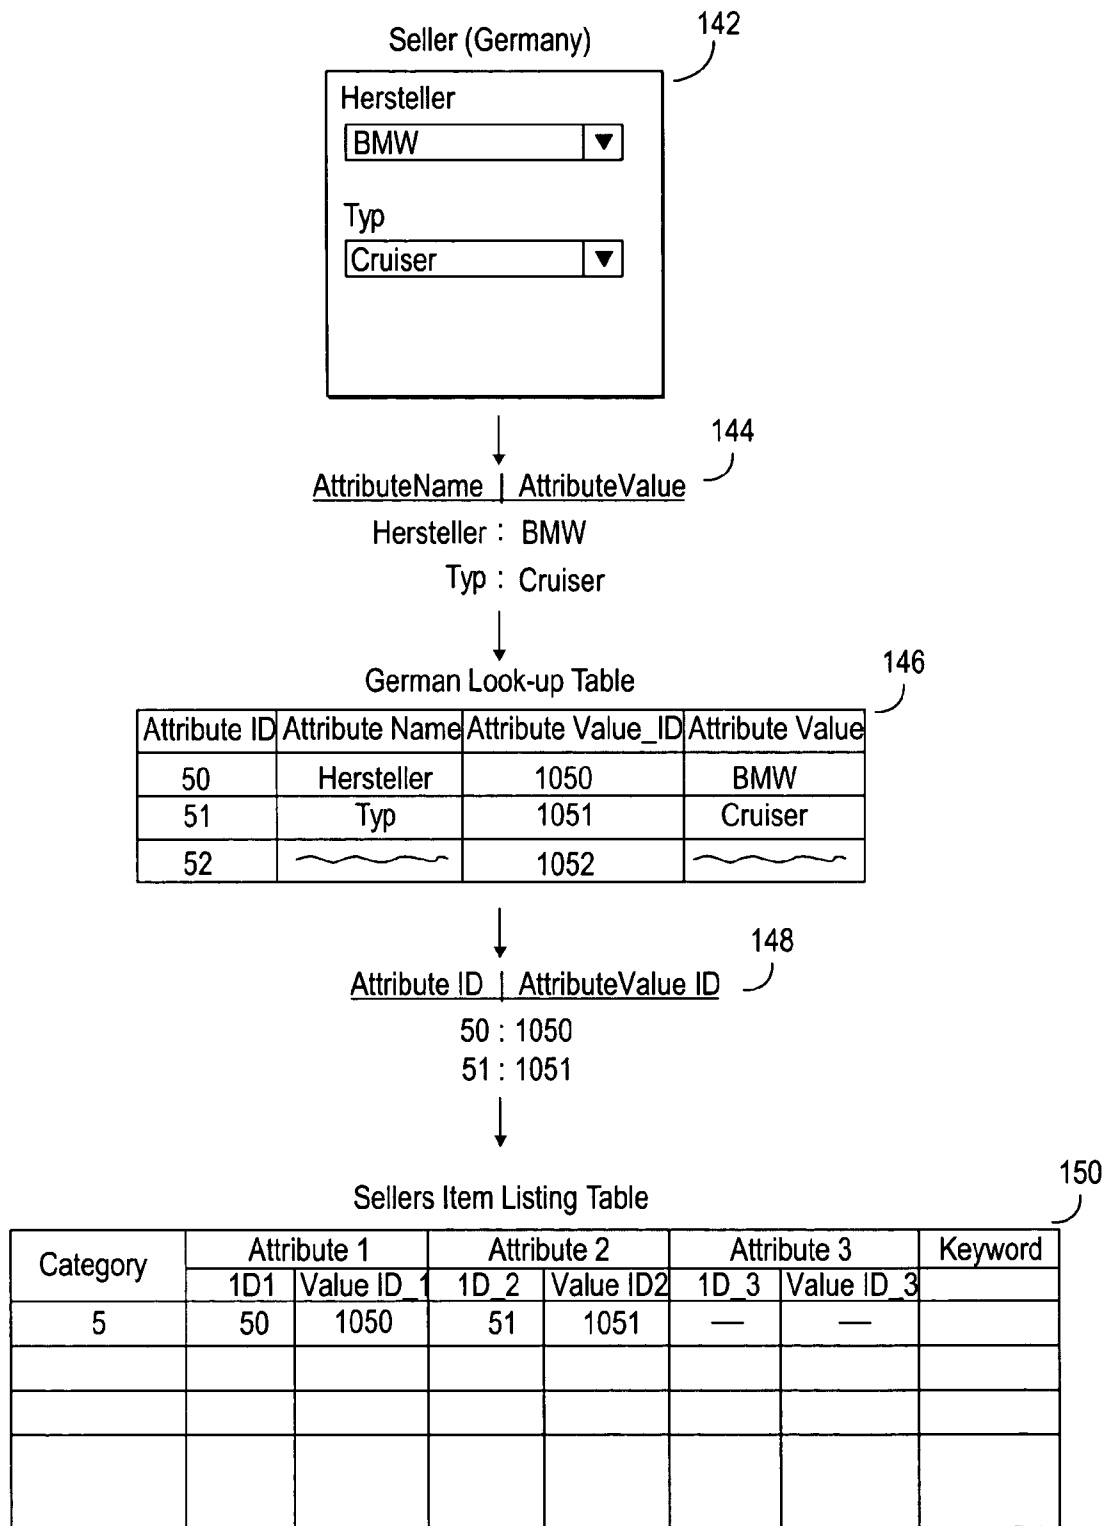 142
Seller (Germany)
Hersteller
BMW
Typ
Cruiser
144
AttributeName | AttributeValue
Hersteller : BMW
Typ : Cruiser
146
German Look-up Table
Attribute ID Attribute Name Attribute Value_ID Attribute Value
50 Hersteller 1050 BMW
51 Typ 1051 Cruiser
52 1052
148
Attribute ID | AttributeValue ID
50 : 1050
51 : 1051
150
Sellers Item Listing Table
Category Attribute 1 Attribute 2 Attribute 3 Keyword
1D1 Value ID_1 1D_2 Value ID2 1D_3 Value ID_3
5 50 1050 51 1051 — —